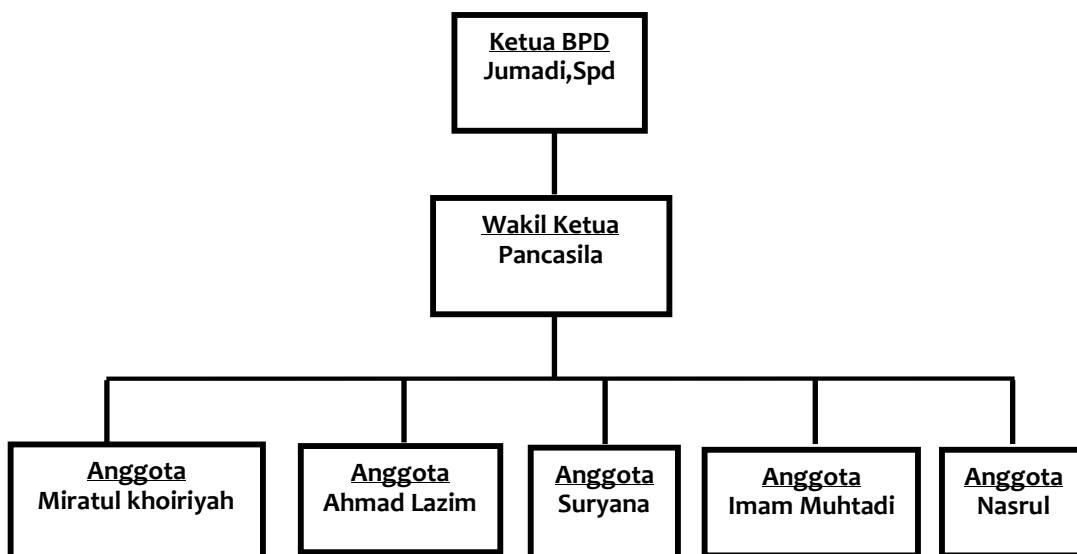 Ketua BPD
Jumadi,Spd
Wakil Ketua
Pancasila
Anggota
Miratul khoiriyah
Anggota
Ahmad Lazim
Anggota
Suryana
Anggota
Imam Muhtadi
Anggota
Nasrul